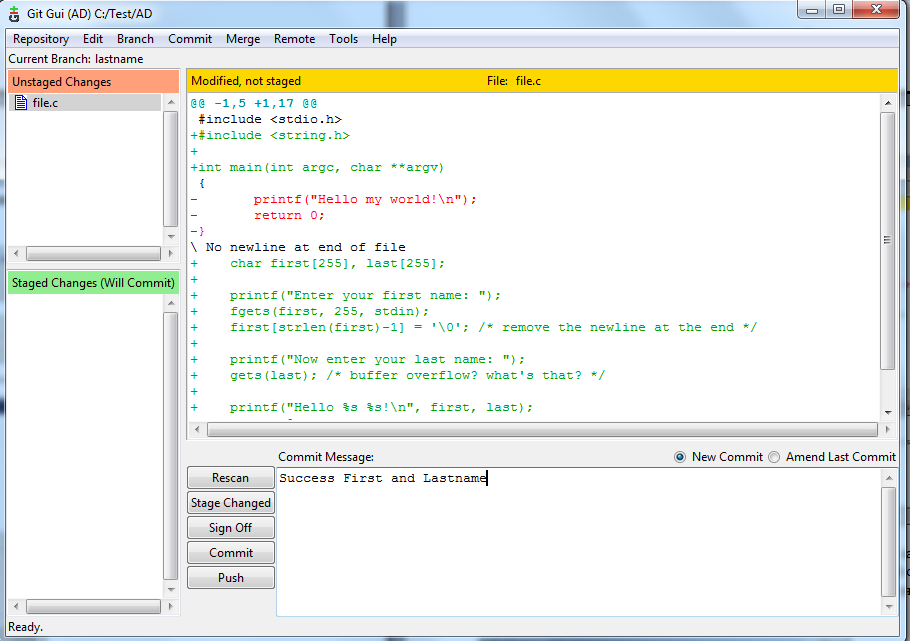 Git Gui (AD) C:/Test/AD
Repository Edit Branch Commit Merge Remote Tools Help
Current Branch: lastname
Unstaged Changes
file.c
Staged Changes (Will Commit)
Modified, not staged File: file.c
@@ -1,5 +1,17 @@
 #include <stdio.h>
+#include <string.h>
+
+int main(int argc, char **argv)
 {
-       printf("Hello my world!\n");
-       return 0;
-}
\ No newline at end of file
+    char first[255], last[255];
+
+    printf("Enter your first name: ");
+    fgets(first, 255, stdin);
+    first[strlen(first)-1] = '\0'; /* remove the newline at the end */
+
+    printf("Now enter your last name: ");
+    gets(last); /* buffer overflow? what's that? */
+
+    printf("Hello %s %s!\n", first, last);
Commit Message: New Commit Amend Last Commit
Rescan
Stage Changed
Sign Off
Commit
Push
Success First and Lastname
Ready.